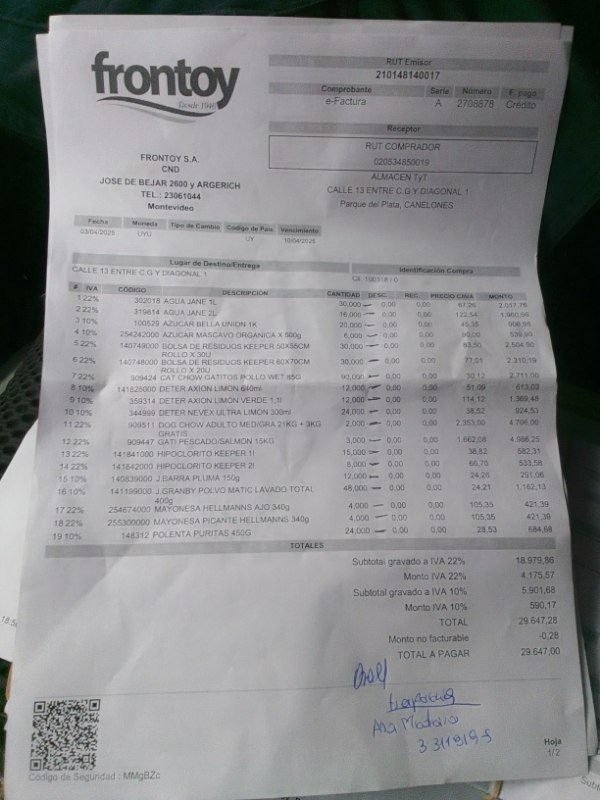 frontoy
Desde 1945
RUT Emisor
210148140017
Comprobante Serie Número F. pago
e-Factura A 2708878 Crédito
Receptor
RUT COMPRADOR
020534850019
ALMACEN TyT
CALLE 13 ENTRE C.G Y DIAGONAL 1
Parque del Plata, CANELONES
FRONTOY S.A.
CND
JOSE DE BEJAR 2600 y ARGERICH
TEL.: 23061044
Montevideo
Fecha Moneda Tipo de Cambio Código de País Vencimiento
03/04/2025 UYU UY 10/04/2025
Lugar de Destino/Entrega Identificación Compra
CALLE 13 ENTRE C.G Y DIAGONAL 1
# IVA CÓDIGO DESCRIPCIÓN CANTIDAD DESC. REC. PRECIO C/IVA MONTO
1 22% 302018 AGUA JANE 1L 30,000 0,00 0,00 67,26 2.017,76
2 22% 319814 AGUA JANE 2L 16,000 0,00 0,00 122,54 1.960,66
3 10% 100520 AZUCAR BELLA UNION 1K 20,000 0,00 0,00 45,35 906,95
4 10% 254242000 AZUCAR MASCAVO ORGANICA X 500g 6,000 0,00 0,00 539,99
5 22% 140749000 BOLSA DE RESIDUOS KEEPER 50X55CM 30,000 0,00 0,00 83,50 2.504,90
ROLLO X 30U
6 22% 140748000 BOLSA DE RESIDUOS KEEPER 60X70CM 30,000 0,00 0,00 77,01 2.310,19
ROLLO X 20U
7 22% 909424 CAT CHOW GATITOS POLLO WET 85G 90,000 0,00 0,00 30,12 2.711,00
8 10% 141825000 DETER AXION LIMON 640ml 12,000 0,00 0,00 51,09 613,03
9 10% 359314 DETER AXION LIMON VERDE 1,1l 12,000 0,00 0,00 114,12 1.369,48
10 10% 344999 DETER NEVEX ULTRA LIMON 330ml 24,000 0,00 0,00 38,52 924,53
11 22% 909511 DOG CHOW ADULTO MED/GRA 21KG + 3KG 2,000 0,00 0,00 2.353,00 4.706,00
GRATIS
12 22% 909447 GATI PESCADO/SALMON 15KG 3,000 0,00 0,00 1.662,08 4.986,25
13 22% 141841000 HIPOCLORITO KEEPER 1l 15,000 0,00 0,00 38,82 582,31
14 22% 141842000 HIPOCLORITO KEEPER 2l 8,000 0,00 0,00 66,70 533,58
15 10% 140839000 J.BARRA PLUMA 150g 12,000 0,00 0,00 24,26 291,06
16 10% 141199000 J.GRANBY POLVO MATIC LAVADO TOTAL 48,000 0,00 0,00 24,21 1.162,13
400g
17 22% 254674000 MAYONESA HELLMANNS AJO 340g 4,000 0,00 0,00 105,35 421,39
18 22% 255300000 MAYONESA PICANTE HELLMANNS 340g 4,000 0,00 0,00 105,35 421,39
19 10% 148312 POLENTA PURITAS 450G 24,000 0,00 0,00 28,53 684,68
TOTALES
Subtotal gravado a IVA 22% 18.979,86
Monto IVA 22% 4.175,57
Subtotal gravado a IVA 10% 5.901,68
Monto IVA 10% 590,17
TOTAL 29.647,28
Monto no facturable -0,28
TOTAL A PAGAR 29.647,00
Ana
3311919-5
Hoja
1/2
Código de Seguridad : MMgBZc